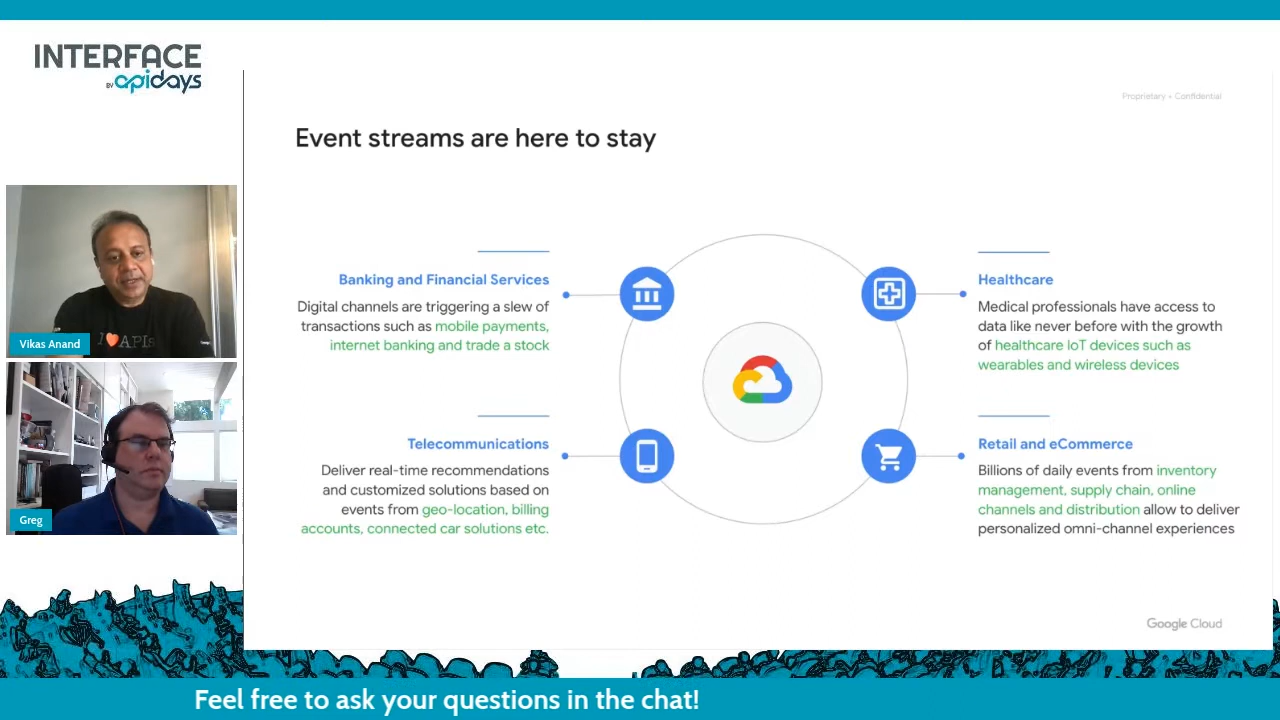 INTERFACE
BY apidays
Proprietary + Confidential
Event streams are here to stay
Banking and Financial Services
Digital channels are triggering a slew of
transactions such as mobile payments,
internet banking and trade a stock
Healthcare
Medical professionals have access to
data like never before with the growth
of healthcare IoT devices such as
wearables and wireless devices
Telecommunications
Deliver real-time recommendations
and customized solutions based on
events from geo-location, billing
accounts, connected car solutions etc.
Retail and eCommerce
Billions of daily events from inventory
management, supply chain, online
channels and distribution allow to deliver
personalized omni-channel experiences
Google Cloud
I ❤ APIs
Vikas Anand
Greg
Feel free to ask your questions in the chat!